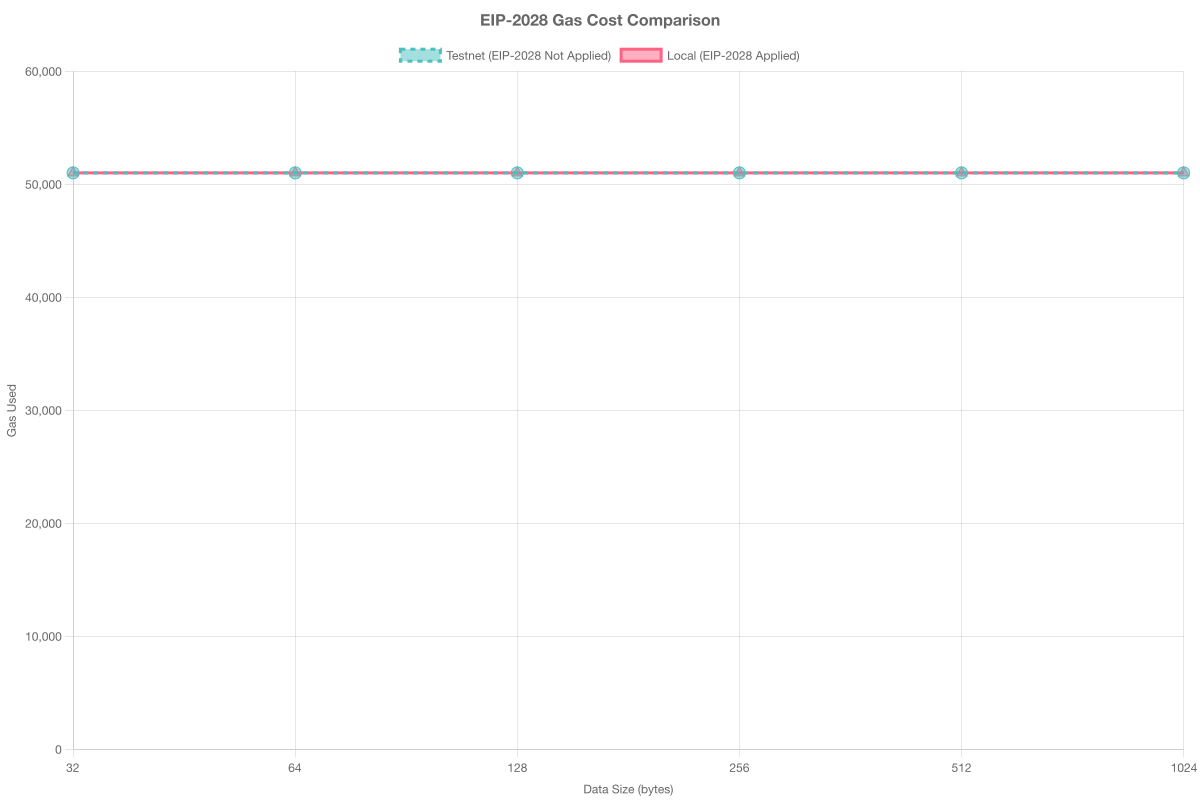 EIP-2028 Gas Cost Comparison
Testnet (EIP-2028 Not Applied) Local (EIP-2028 Applied)
60,000
50,000
40,000
30,000
20,000
10,000
0
Gas Used
32 64 128 256 512 1024
Data Size (bytes)